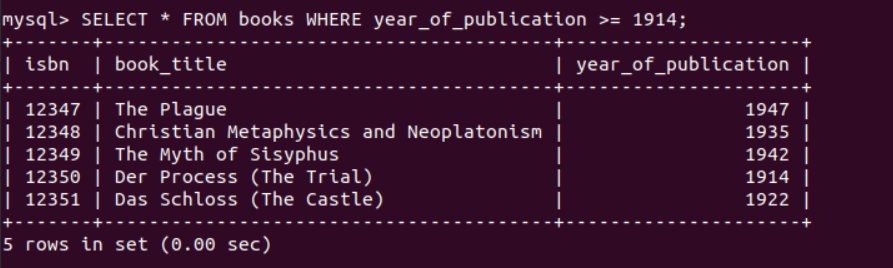 mysql> SELECT * FROM books WHERE year_of_publication >= 1914;
+-------+----------------------------------------+---------------------+
| isbn  | book_title                             | year_of_publication |
+-------+----------------------------------------+---------------------+
| 12347 | The Plague                             |                1947 |
| 12348 | Christian Metaphysics and Neoplatonism |                1935 |
| 12349 | The Myth of Sisyphus                   |                1942 |
| 12350 | Der Process (The Trial)                |                1914 |
| 12351 | Das Schloss (The Castle)               |                1922 |
+-------+----------------------------------------+---------------------+
5 rows in set (0.00 sec)